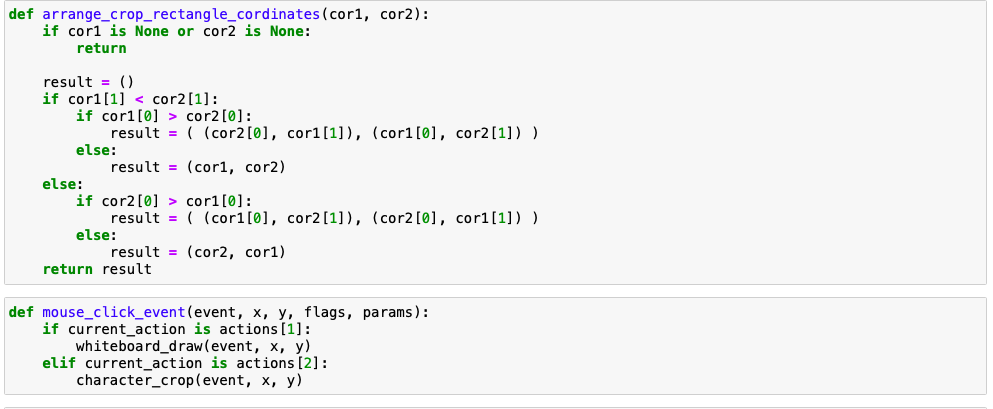 def arrange_crop_rectangle_cordinates(cor1, cor2):
    if cor1 is None or cor2 is None:
        return

    result = ()
    if cor1[1] < cor2[1]:
        if cor1[0] > cor2[0]:
            result = ( (cor2[0], cor1[1]), (cor1[0], cor2[1]) )
        else:
            result = (cor1, cor2)
    else:
        if cor2[0] > cor1[0]:
            result = ( (cor1[0], cor2[1]), (cor2[0], cor1[1]) )
        else:
            result = (cor2, cor1)
    return result

def mouse_click_event(event, x, y, flags, params):
    if current_action is actions[1]:
        whiteboard_draw(event, x, y)
    elif current_action is actions[2]:
        character_crop(event, x, y)